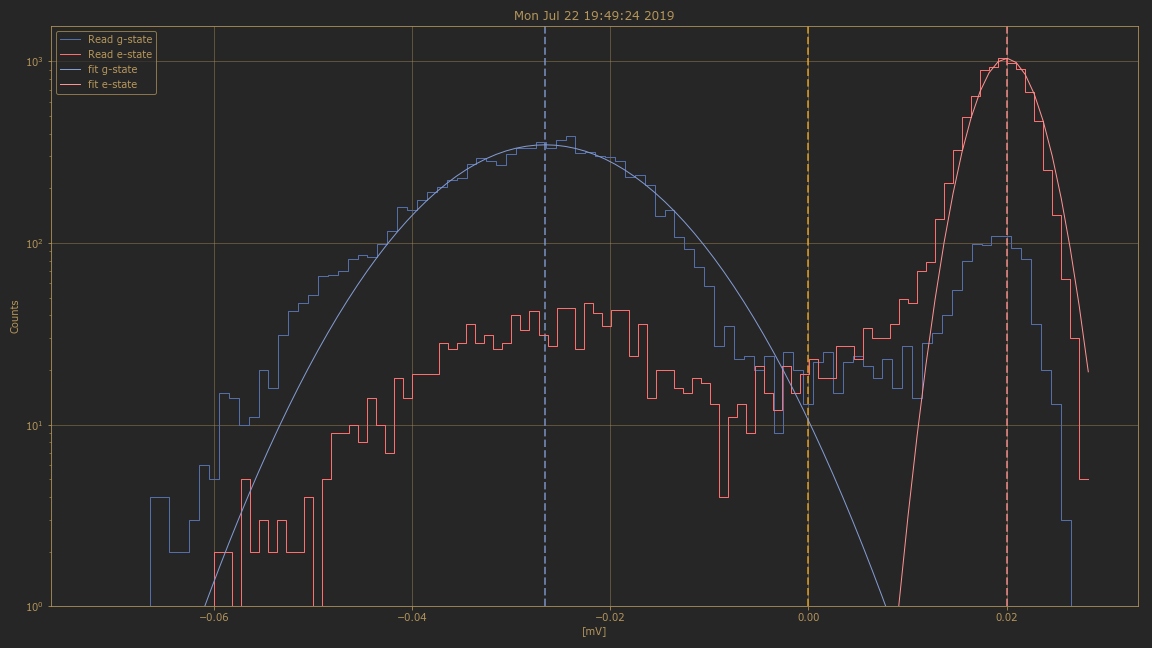 Mon Jul 22 19:49:24 2019
Read g-state
Read e-state
fit g-state
fit e-state
10³
10²
10¹
10⁰
Counts
−0.06
−0.04
−0.02
0.00
0.02
[mV]